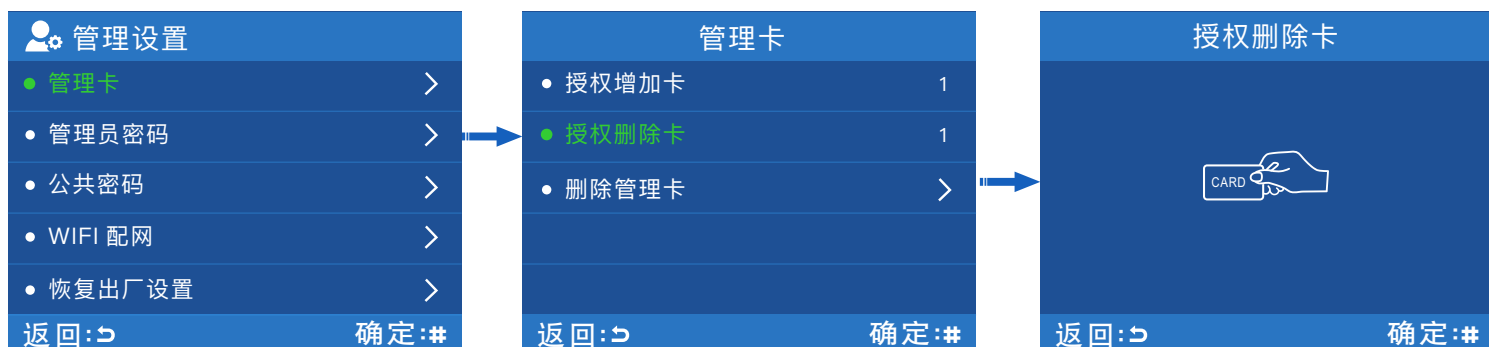 管理设置
管理卡
管理员密码
公共密码
WIFI 配网
恢复出厂设置
返回: 确定:#
管理卡
授权增加卡 1
授权删除卡 1
删除管理卡
返回: 确定:#
授权删除卡
CARD
返回: 确定:#